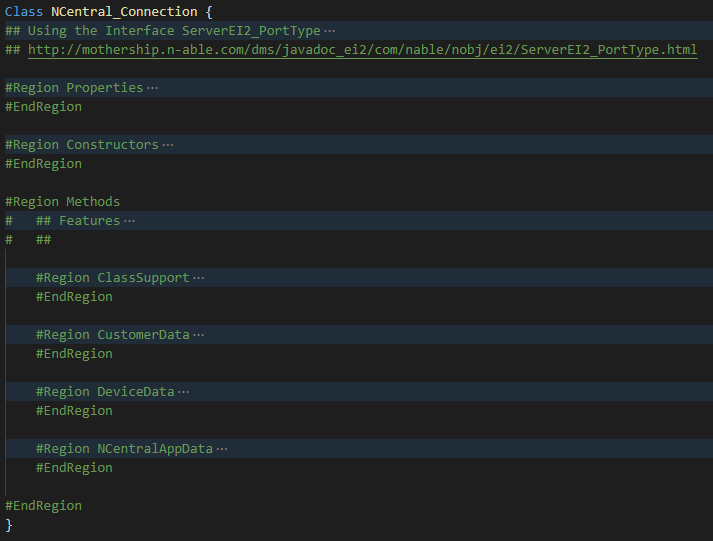 Class NCentral_Connection {
## Using the Interface ServerEI2_PortType···
## http://mothership.n-able.com/dms/javadoc_ei2/com/nable/nobj/ei2/ServerEI2_PortType.html
#Region Properties···
#EndRegion
#Region Constructors···
#EndRegion
#Region Methods
#   ## Features···
#   ##
#Region ClassSupport···
#EndRegion
#Region CustomerData···
#EndRegion
#Region DeviceData···
#EndRegion
#Region NCentralAppData···
#EndRegion
#EndRegion
}